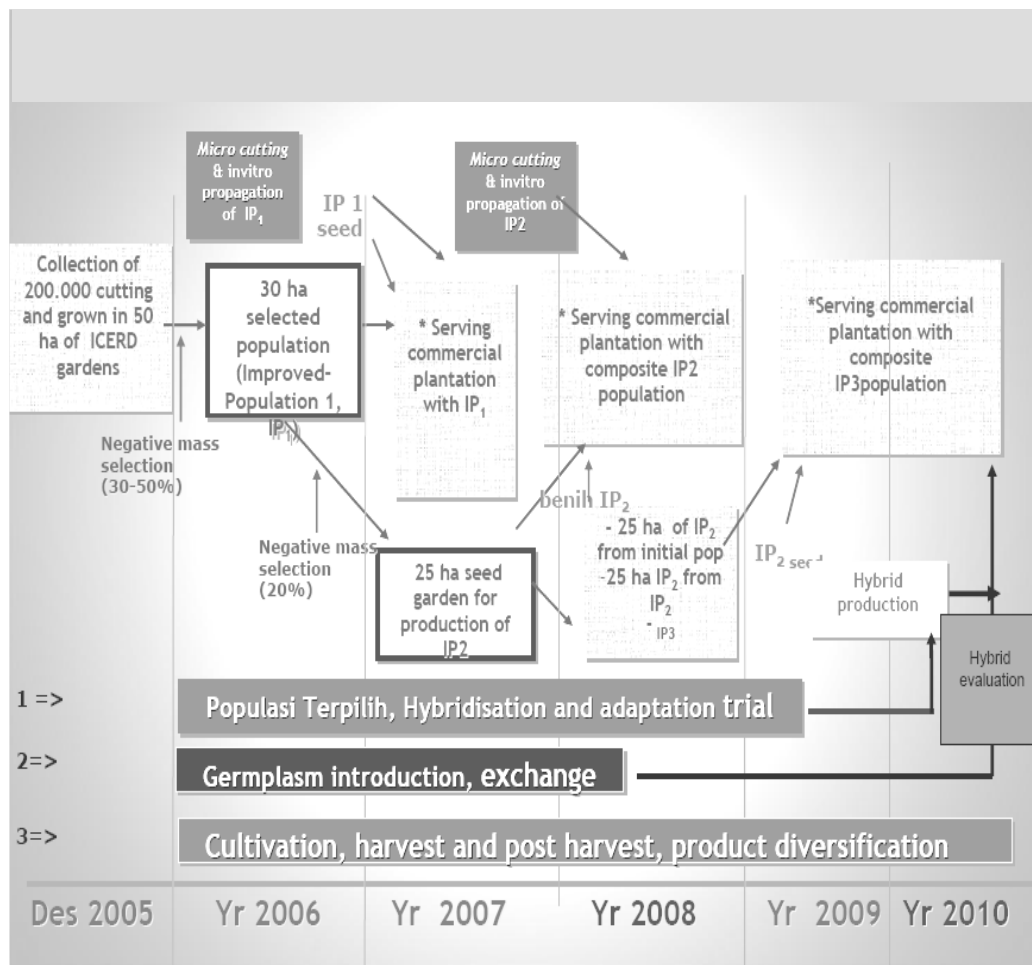 Micro cutting
& invitro
propagation
of IP1
IP 1
seed
Micro cutting
& invitro
propagation of
IP2
Collection of
200.000 cutting
and grown in 50
ha of ICERD
gardens
30 ha
selected
population
(Improved-
Population 1,
IP1)
* Serving
commercial
plantation
with IP1
* Serving commercial
plantation with
composite IP2
population
*Serving commercial
plantation with
composite
IP3population
Negative mass
selection
(30-50%)
Negative mass
selection
(20%)
benih IP2
25 ha seed
garden for
production of
IP2
- 25 ha of IP2
from initial pop
-25 ha IP2 from
IP2
- IP3
IP2 seed
Hybrid
production
Hybrid
evaluation
1 =>
Populasi Terpilih, Hybridisation and adaptation trial
2=>
Germplasm introduction, exchange
3=>
Cultivation, harvest and post harvest, product diversification
Des 2005
Yr 2006
Yr 2007
Yr 2008
Yr 2009
Yr 2010